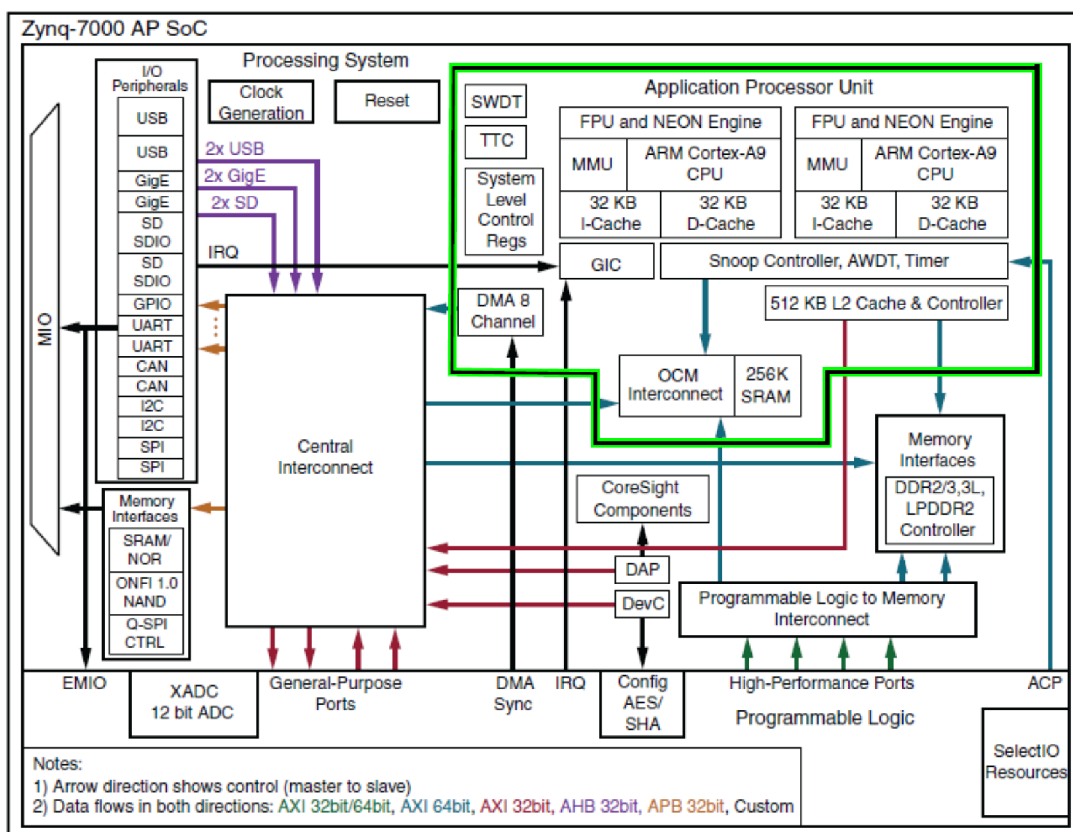 Zynq-7000 AP SoC
Processing System
I/O
Peripherals
USB
USB
GigE
GigE
SD
SDIO
SD
SDIO
GPIO
UART
UART
CAN
CAN
I2C
I2C
SPI
SPI
MIO
Memory
Interfaces
SRAM/
NOR
ONFI 1.0
NAND
Q-SPI
CTRL
Clock
Generation
Reset
2x USB
2x GigE
2x SD
IRQ
Central
Interconnect
Application Processor Unit
SWDT
TTC
System
Level
Control
Regs
FPU and NEON Engine
MMU
ARM Cortex-A9
CPU
32 KB
I-Cache
32 KB
D-Cache
FPU and NEON Engine
MMU
ARM Cortex-A9
CPU
32 KB
I-Cache
32 KB
D-Cache
GIC
Snoop Controller, AWDT, Timer
DMA 8
Channel
512 KB L2 Cache & Controller
OCM
Interconnect
256K
SRAM
Memory
Interfaces
DDR2/3,3L,
LPDDR2
Controller
CoreSight
Components
DAP
DevC
Programmable Logic to Memory
Interconnect
EMIO
XADC
12 bit ADC
General-Purpose
Ports
DMA
Sync
IRQ
Config
AES/
SHA
High-Performance Ports
ACP
Programmable Logic
SelectIO
Resources
Notes:
1) Arrow direction shows control (master to slave)
2) Data flows in both directions: AXI 32bit/64bit, AXI 64bit, AXI 32bit, AHB 32bit, APB 32bit, Custom